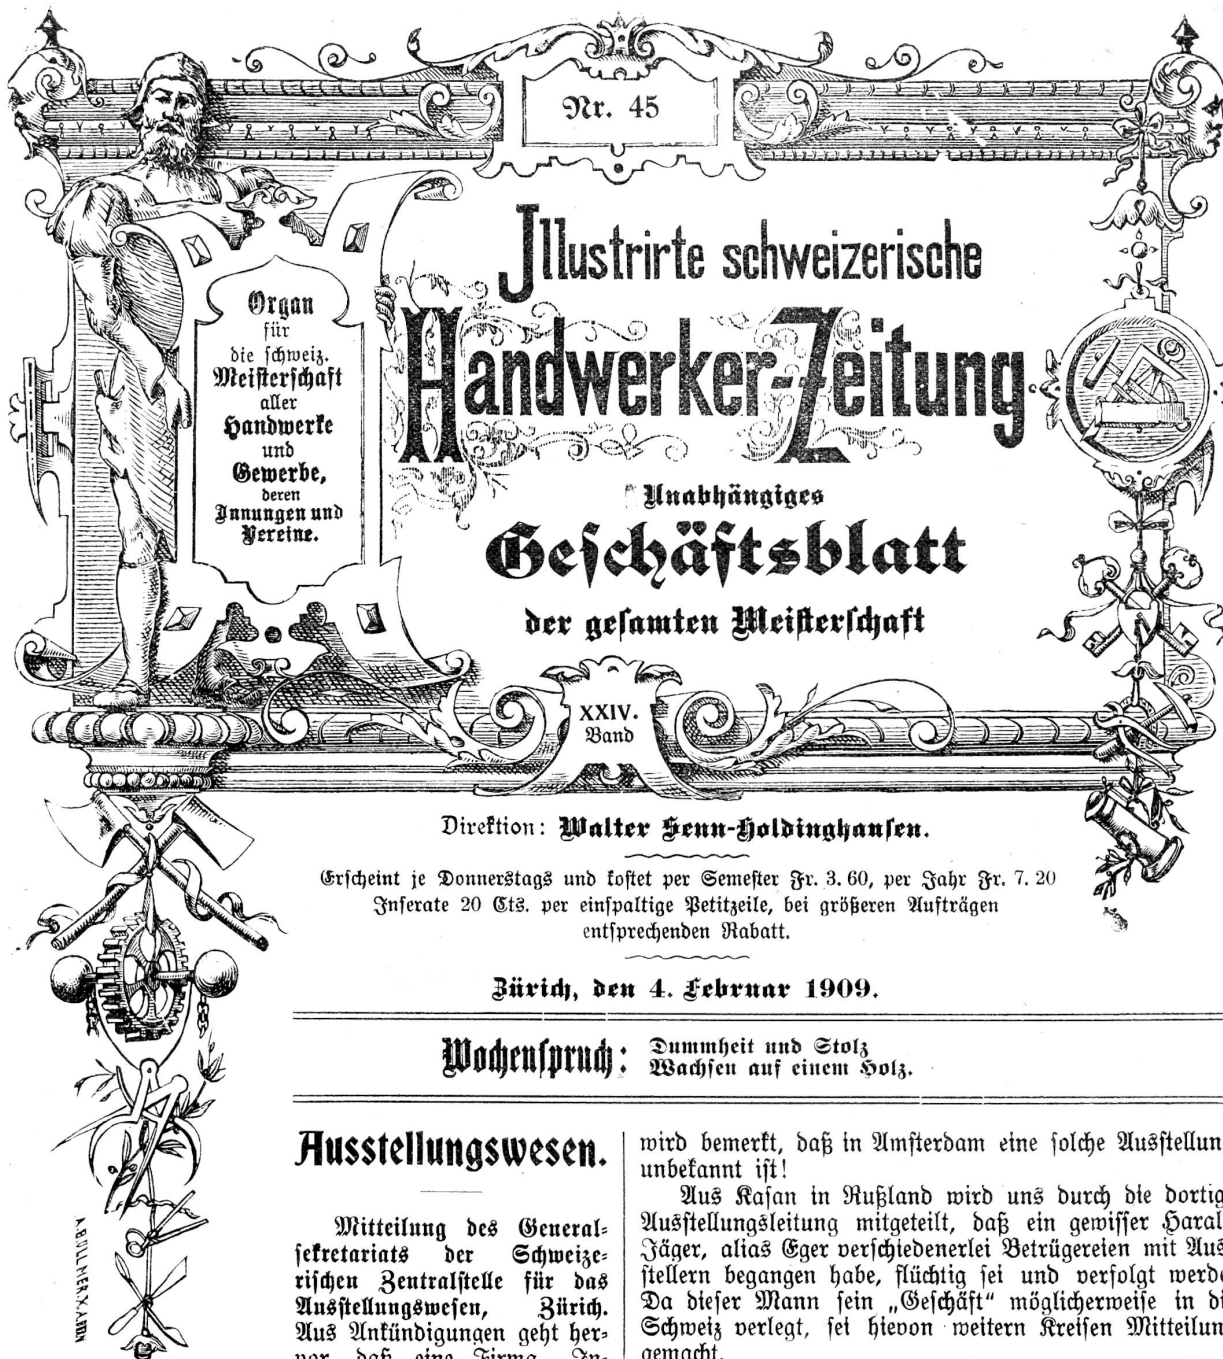 Nr. 45
Jllustrirte schweizerische
Handwerker-Zeitung
Unabhängiges
Geschäftsblatt
der gesamten Meisterschaft
Organ
für
die schweiz.
Meisterschaft
aller
Handwerke
und
Gewerbe,
deren
Innungen und
Vereine.
XXIV.
Band
Direktion: Walter Senn-Holdinghausen.
Erscheint je Donnerstags und kostet per Semester Fr. 3. 60, per Jahr Fr. 7. 20
Inserate 20 Cts. per einspaltige Petitzeile, bei größeren Aufträgen
entsprechenden Rabatt.
Zürich, den 4. Februar 1909.
Wochenspruch:
Dummheit und Stolz
Wachsen auf einem Holz.
Ausstellungswesen.
Mitteilung des General-
sekretariats der Schweize-
rischen Zentralstelle für das
Ausstellungswesen, Zürich.
Aus Ankündigungen geht her-
vor, daß eine Firma In-
wird bemerkt, daß in Amsterdam eine solche Ausstellun
unbekannt ist!
Aus Kasan in Rußland wird uns durch die dortig
Ausstellungsleitung mitgeteilt, daß ein gewisser Haral
Jäger, alias Eger verschiedenerlei Betrügereien mit Aus
stellern begangen habe, flüchtig sei und verfolgt werde
Da dieser Mann sein „Geschäft“ möglicherweise in di
Schweiz verlegt, sei hievon weitern Kreisen Mitteilun
gemacht.